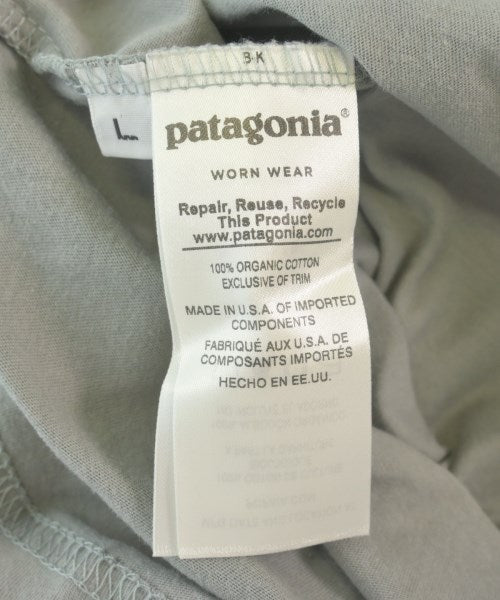 3-K
L
patagonia®
WORN WEAR
Repair, Reuse, Recycle
This Product
www.patagonia.com
100% ORGANIC COTTON
EXCLUSIVE OF TRIM
MADE IN U.S.A. OF IMPORTED
COMPONENTS
FABRIQUÉ AUX U.S.A. DE
COMPOSANTS IMPORTÉS
HECHO EN EE.UU.